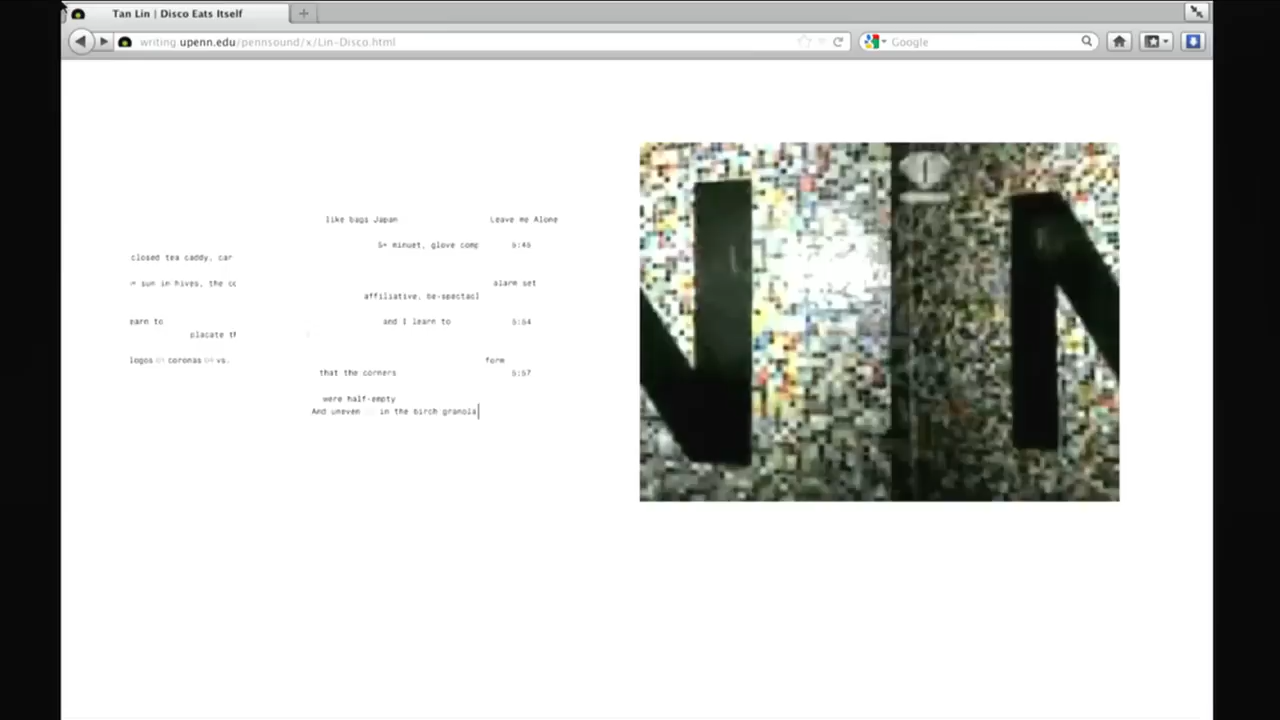 Tan Lin | Disco Eats Itself
writing.upenn.edu/pennsound/x/Lin-Disco.html
Google
like bags Japan Leave me Alone
5+ minuet, glove comp 5:46
closed tea caddy, car
sun in hives, the co alarm set
affiliative, be-spectacl
earn to and I learn to 5:54
placate th
logos on coronas on vs. form
that the corners 5:57
were half-empty
And uneven in the birch granola